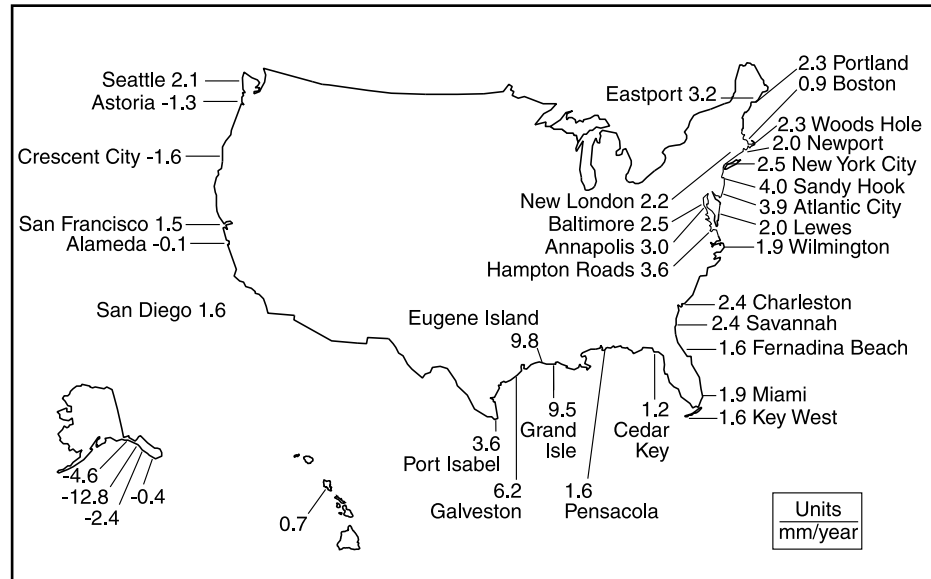 Seattle 2.1
Astoria -1.3
Crescent City -1.6
San Francisco 1.5
Alameda -0.1
San Diego 1.6
Eastport 3.2
2.3 Portland
0.9 Boston
2.3 Woods Hole
2.0 Newport
2.5 New York City
4.0 Sandy Hook
3.9 Atlantic City
2.0 Lewes
1.9 Wilmington
New London 2.2
Baltimore 2.5
Annapolis 3.0
Hampton Roads 3.6
2.4 Charleston
2.4 Savannah
1.6 Fernadina Beach
1.9 Miami
1.6 Key West
Eugene Island
9.8
9.5
Grand
Isle
1.2
Cedar
Key
3.6
Port Isabel
6.2
Galveston
1.6
Pensacola
-4.6
-12.8
-2.4
-0.4
0.7
Units
mm/year